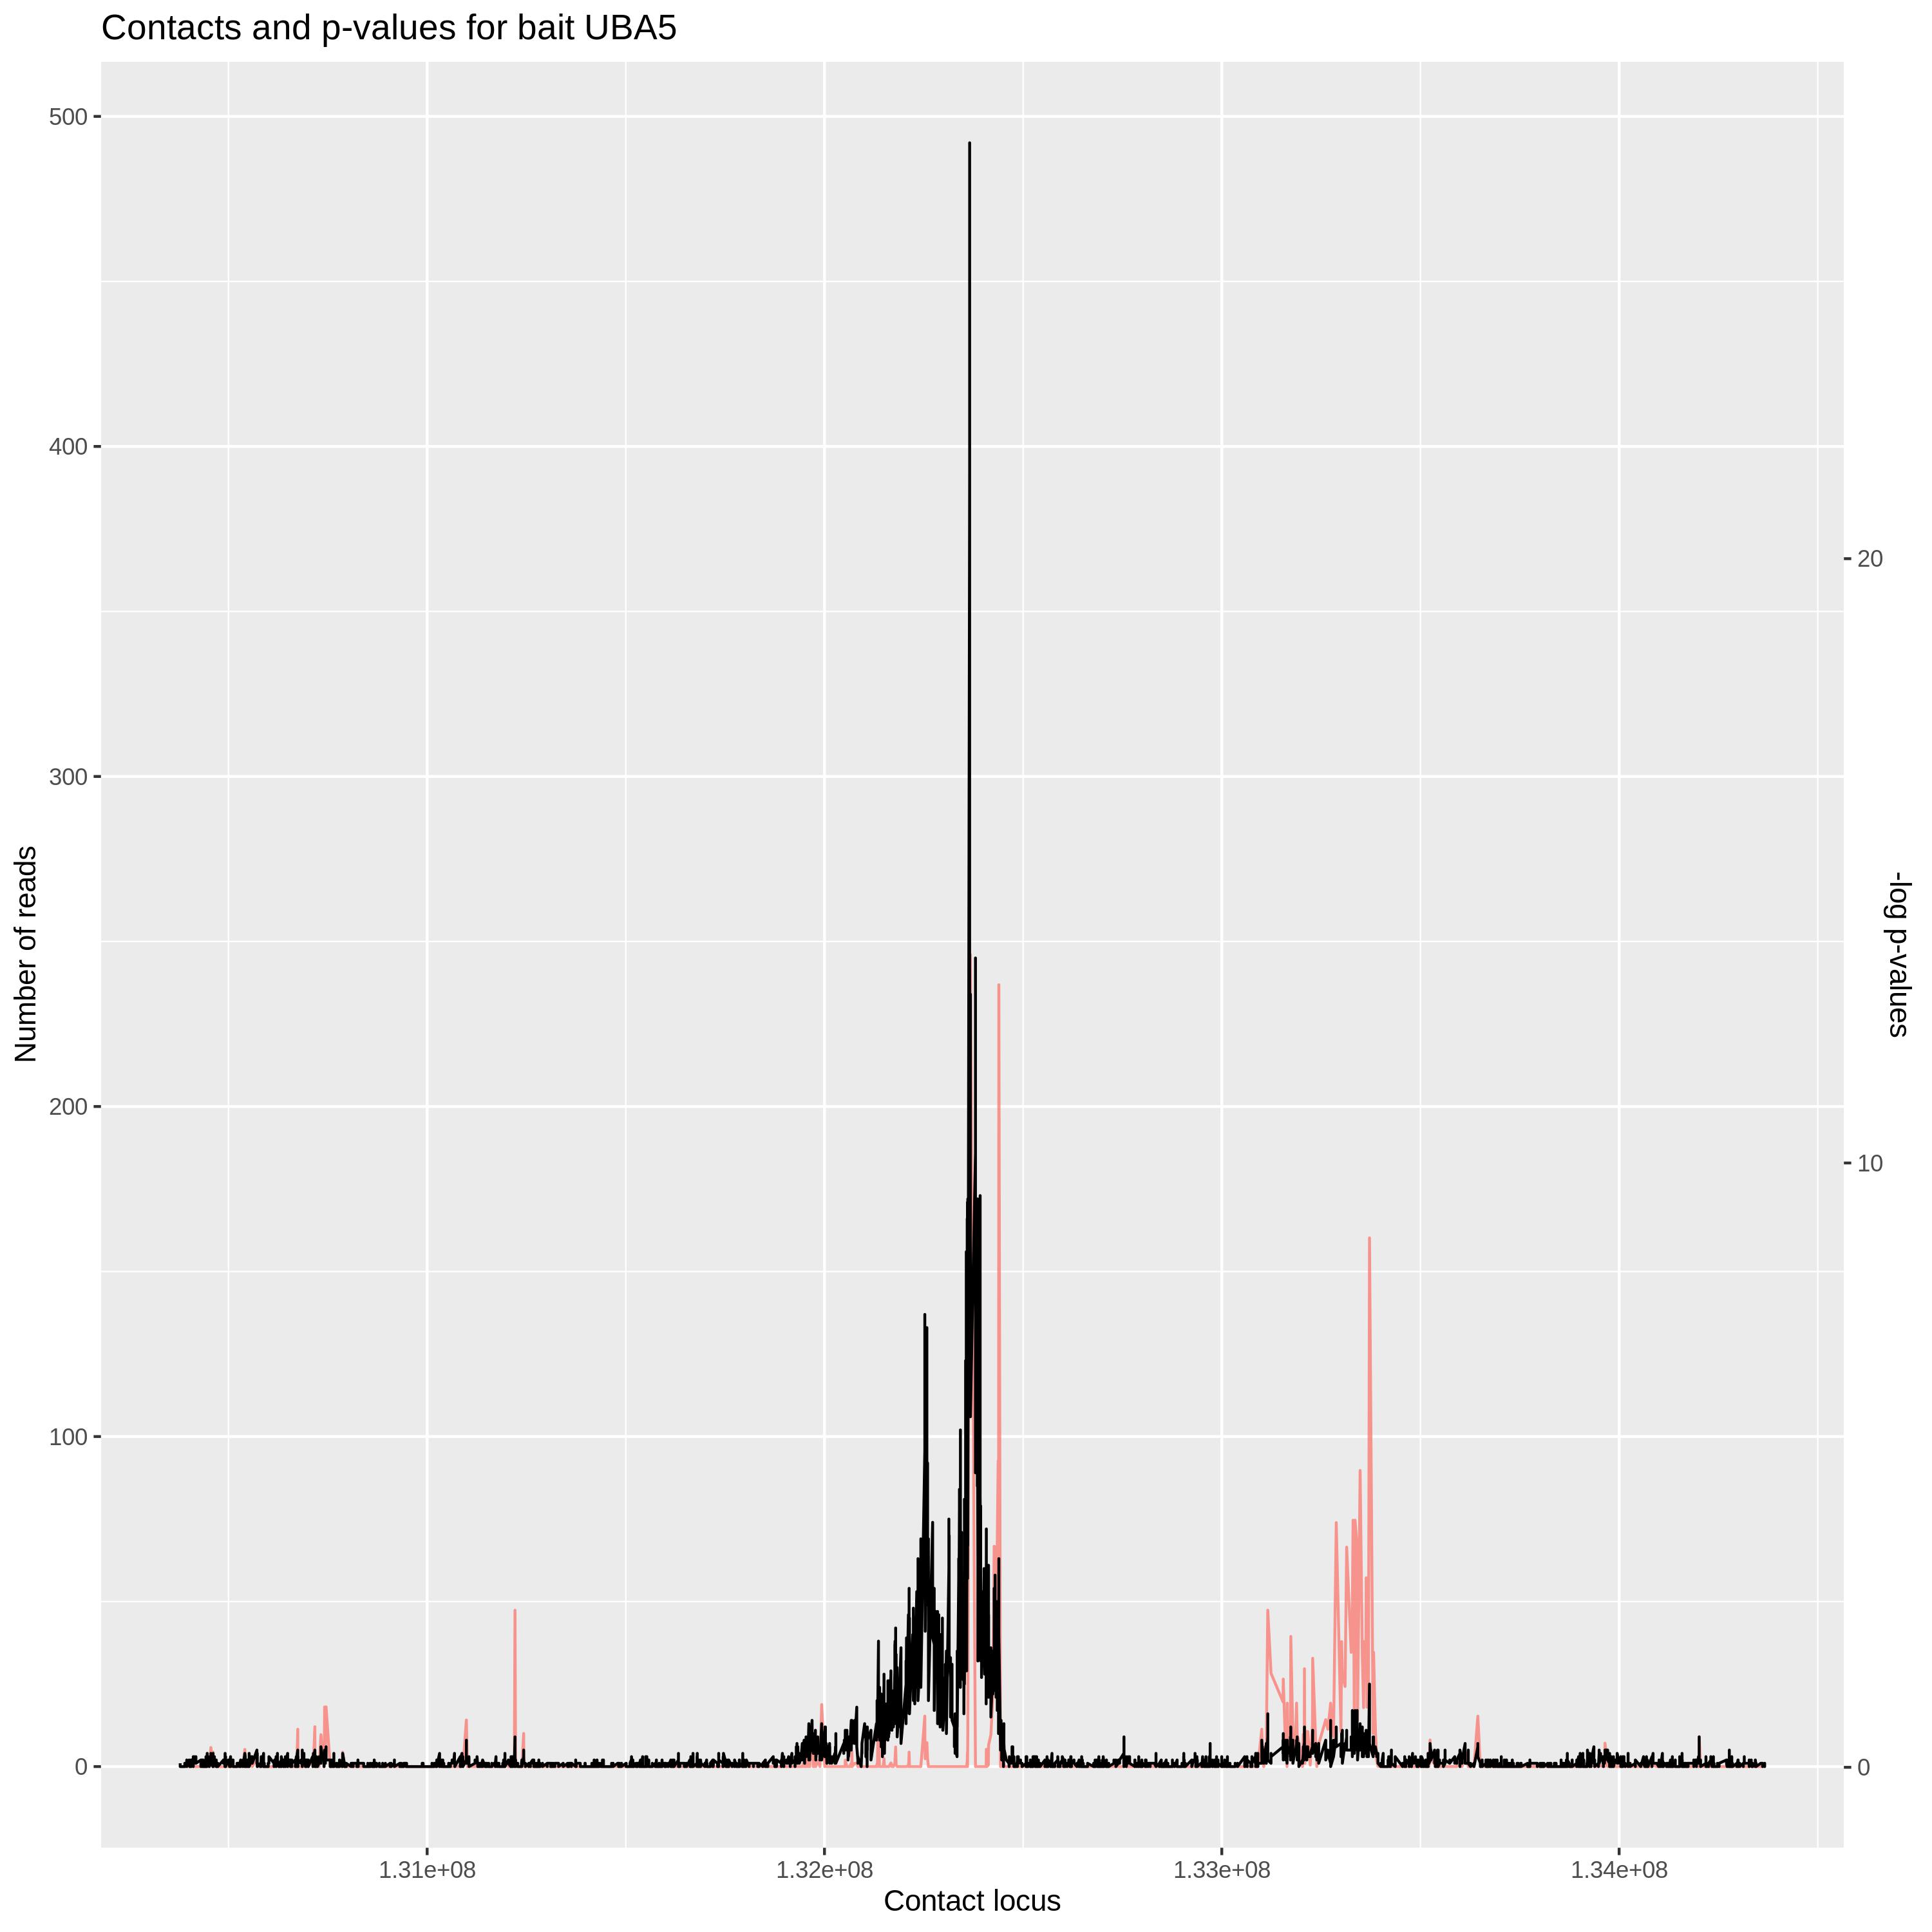 Contacts and p-values for bait UBA5
500
400
300
200
100
0
Number of reads
20
10
0
-log p-values
1.31e+08
1.32e+08
1.33e+08
1.34e+08
Contact locus